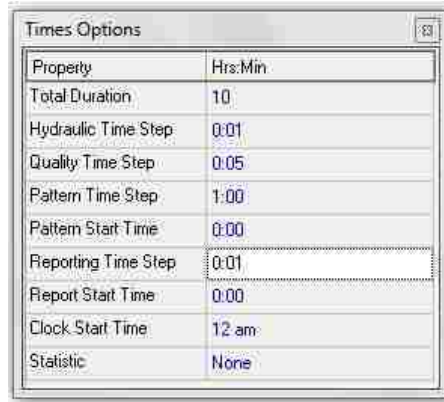 Times Options
Property Hrs:Min
Total Duration 10
Hydraulic Time Step 0:01
Quality Time Step 0:05
Pattern Time Step 1:00
Pattern Start Time 0:00
Reporting Time Step 0:01
Report Start Time 0:00
Clock Start Time 12 am
Statistic None